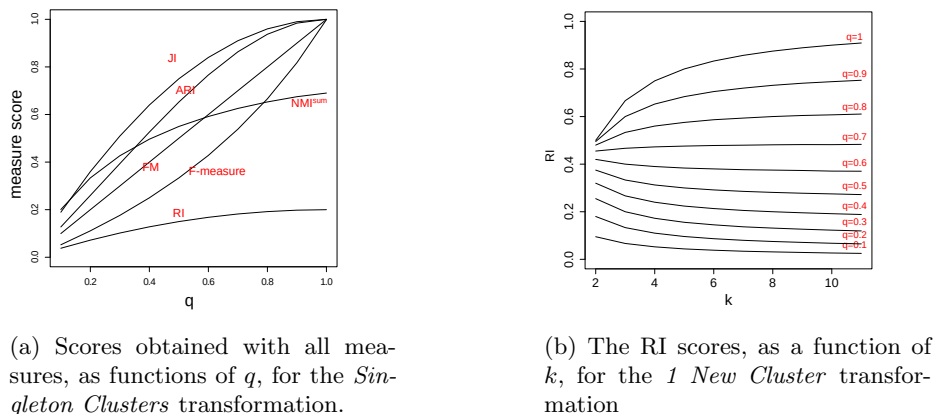 measure score
0.0
0.2
0.4
0.6
0.8
1.0
JI
ARI
NMIsum
FM
F-measure
RI
0.2
0.4
0.6
0.8
1.0
q
RI
0.0
0.2
0.4
0.6
0.8
1.0
q=1
q=0.9
q=0.8
q=0.7
q=0.6
q=0.5
q=0.4
q=0.3
q=0.2
q=0.1
2
4
6
8
10
k
(a) Scores obtained with all mea-
sures, as functions of q, for the Sin-
gleton Clusters transformation.
(b) The RI scores, as a function of
k, for the 1 New Cluster transfor-
mation